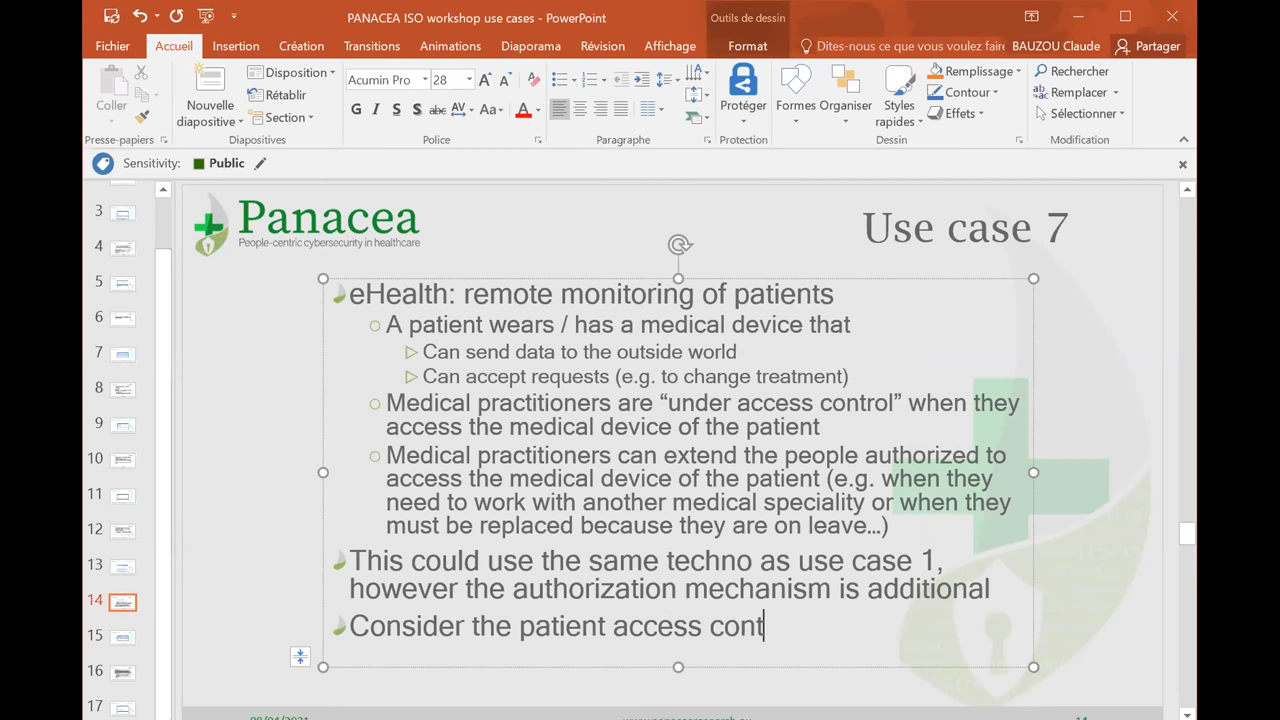 PANACEA ISO workshop use cases - PowerPoint
Outils de dessin
Fichier
Accueil
Insertion
Création
Transitions
Animations
Diaporama
Révision
Affichage
Format
Dites-nous ce que vous voulez faire
BAUZOU Claude
Partager
Coller
Nouvelle
diapositive
Disposition
Rétablir
Section
Acumin Pro
28
G I S S abc AV Aa A
Protéger
Formes
Organiser
Styles
rapides
Remplissage
Contour
Effets
Rechercher
Remplacer
Sélectionner
Presse-papiers
Diapositives
Police
Paragraphe
Protection
Dessin
Modification
Sensitivity:
Public
3
4
5
6
7
8
9
10
11
12
13
14
15
16
17
Panacea
People-centric cybersecurity in healthcare
Use case 7
eHealth: remote monitoring of patients
A patient wears / has a medical device that
Can send data to the outside world
Can accept requests (e.g. to change treatment)
Medical practitioners are “under access control” when they
access the medical device of the patient
Medical practitioners can extend the people authorized to
access the medical device of the patient (e.g. when they
need to work with another medical speciality or when they
must be replaced because they are on leave…)
This could use the same techno as use case 1,
however the authorization mechanism is additional
Consider the patient access cont